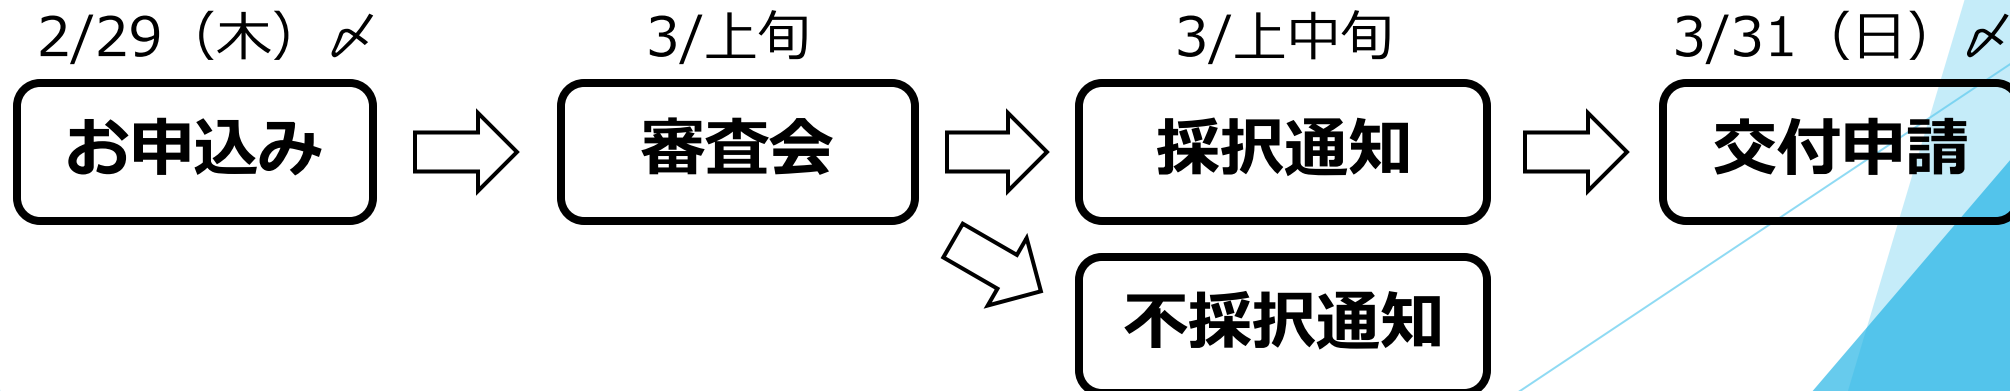 2/29（木）〆
3/上旬
3/上中旬
3/31（日）〆
お申込み
審査会
採択通知
交付申請
不採択通知